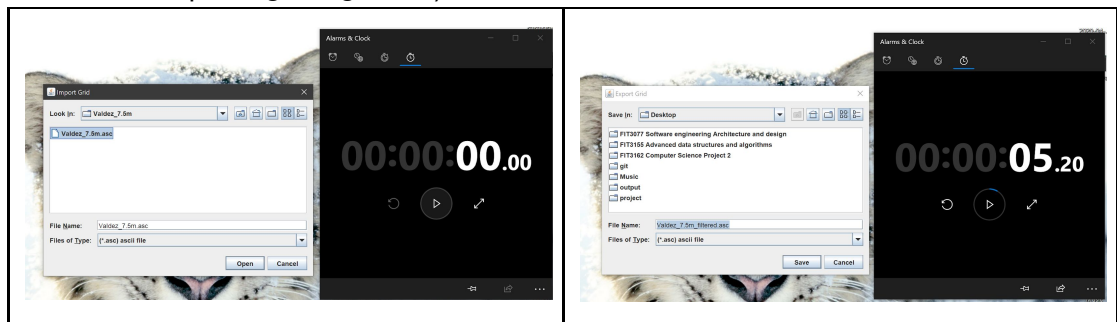 Alarms & Clock
Import Grid
Look In: Valdez_7.5m
Valdez_7.5m.asc
File Name: Valdez_7.5m.asc
Files of Type: (*.asc) ascii file
Open Cancel
00:00:00.00
Alarms & Clock
Export Grid
Save In: Desktop
FIT3077 Software engineering Architecture and design
FIT3155 Advanced data structures and algorithms
FIT3162 Computer Science Project 2
git
Music
output
project
File Name: Valdez_7.5m_filtered.asc
Files of Type: (*.asc) ascii file
Save Cancel
00:00:05.20